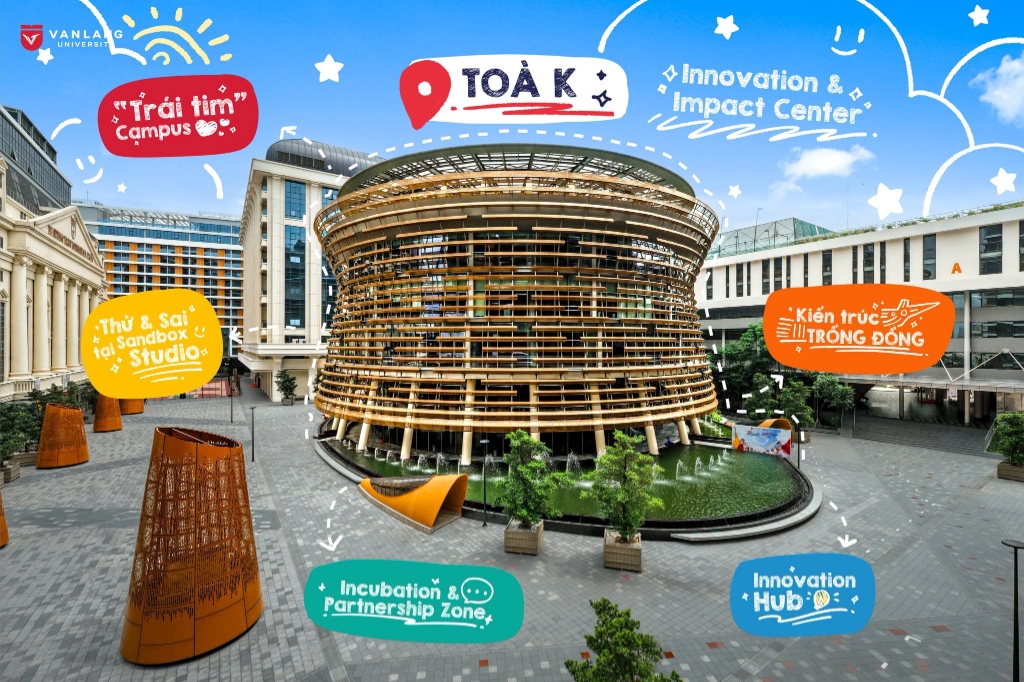 VANLANG
UNIVERSITY
"Trái tim"
Campus
TOÀ K
Innovation &
Impact Center
A
Thử & Sai
tại Sandbox
Studio
Kiến trúc
TRỐNG ĐỒNG
Incubation &
Partnership Zone
Innovation
Hub